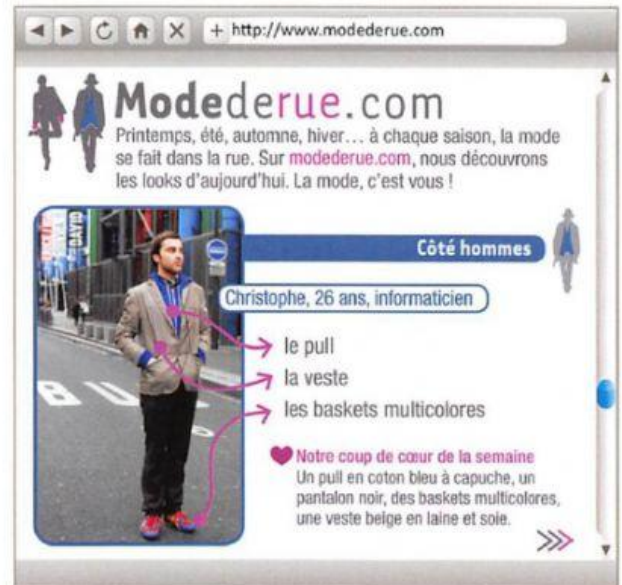 + http://www.modederue.com
Modederue.com
Printemps, été, automne, hiver... à chaque saison, la mode
se fait dans la rue. Sur modederue.com, nous découvrons
les looks d'aujourd'hui. La mode, c'est vous !
DAVID
Côté hommes
Christophe, 26 ans, informaticien
le pull
la veste
les baskets multicolores
BU
Notre coup de cœur de la semaine
Un pull en coton bleu à capuche, un
pantalon noir, des baskets multicolores,
une veste beige en laine et soie.